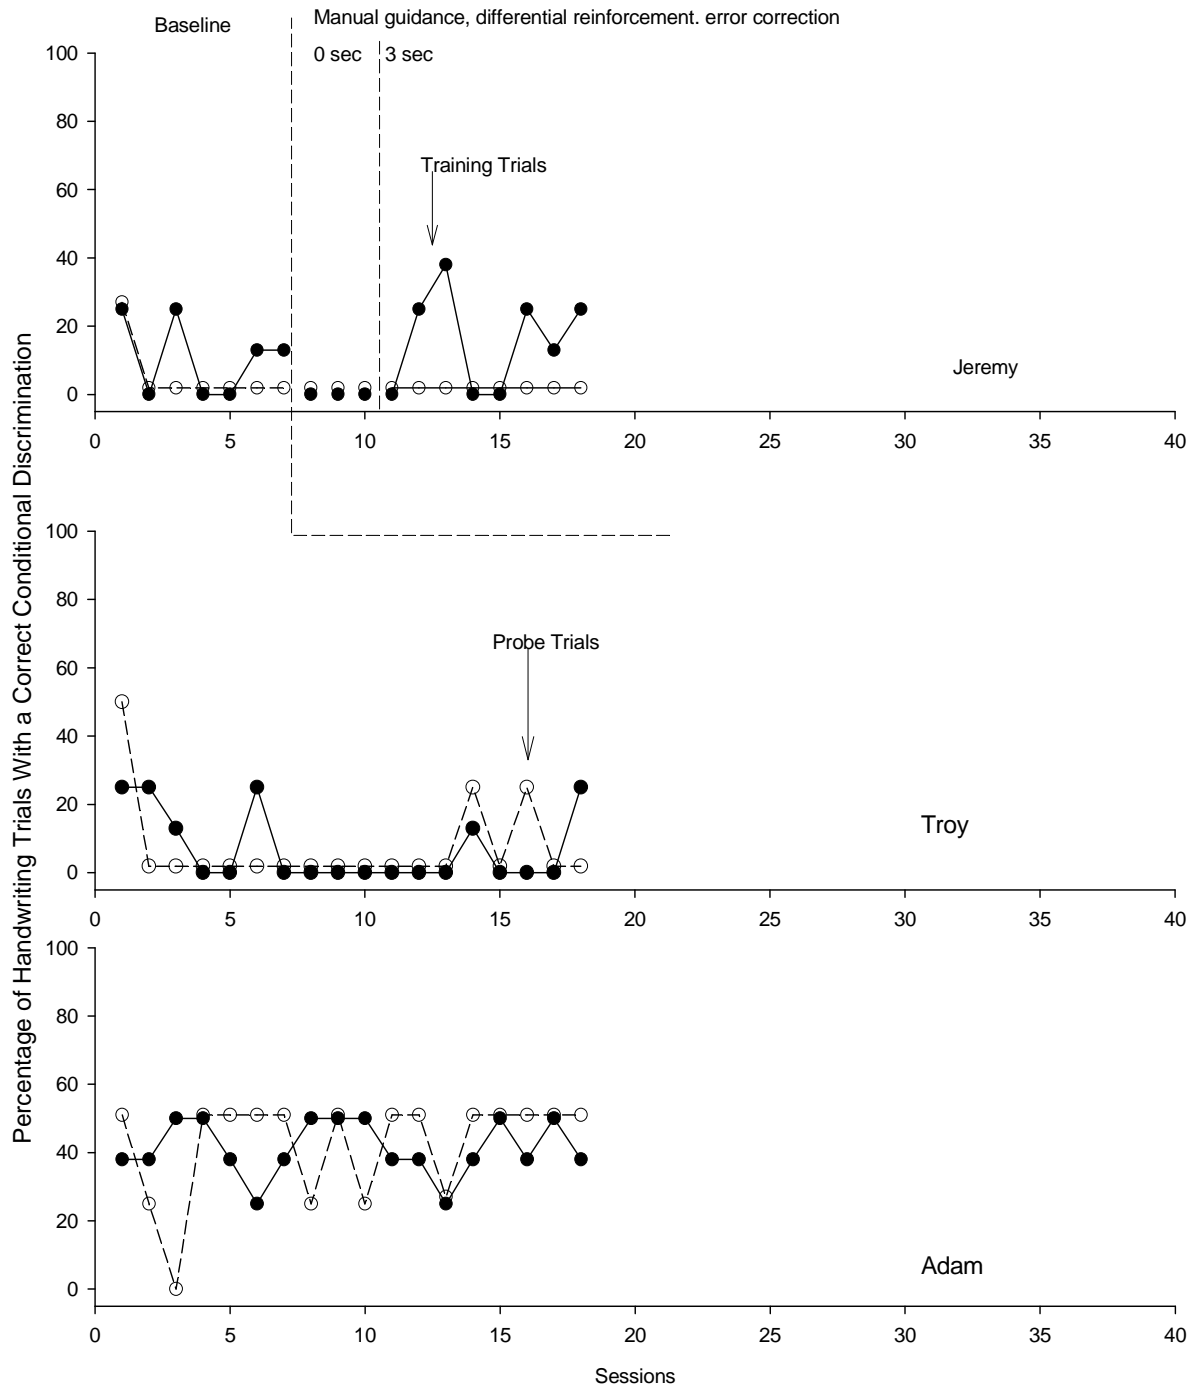 Manual guidance, differential reinforcement. error correction
Baseline
0 sec
3 sec
100
80
60
40
20
0
Training Trials
Jeremy
0 5 10 15 20 25 30 35 40
Percentage of Handwriting Trials With a Correct Conditional Discrimination
100
80
60
40
20
0
Probe Trials
Troy
0 5 10 15 20 25 30 35 40
100
80
60
40
20
0
Adam
0 5 10 15 20 25 30 35 40
Sessions